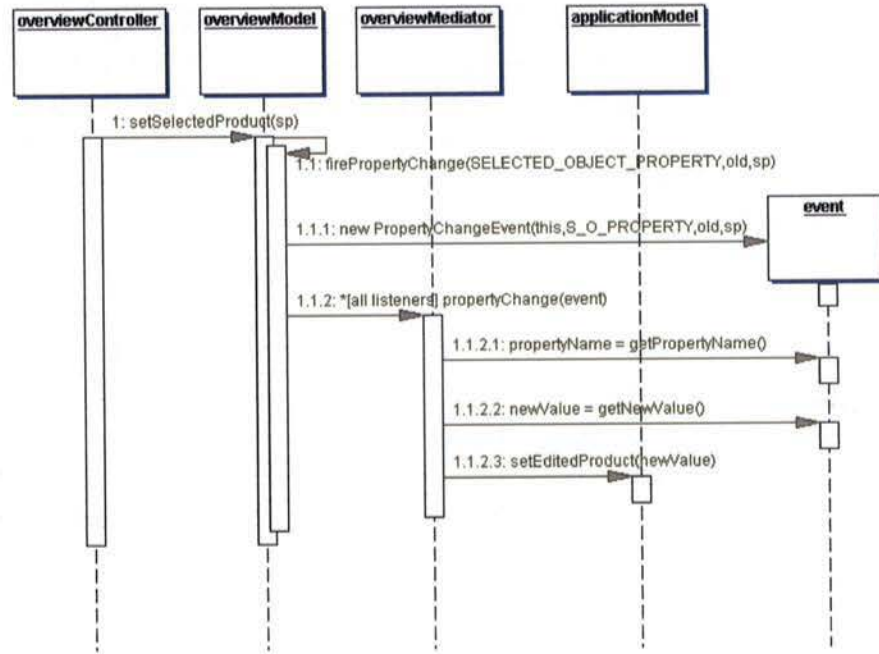 overviewController
overviewModel
overviewMediator
applicationModel
1: setSelectedProduct(sp)
1.1: firePropertyChange(SELECTED_OBJECT_PROPERTY,old,sp)
event
1.1.1: new PropertyChangeEvent(this,S_O_PROPERTY,old,sp)
1.1.2: *[all listeners] propertyChange(event)
1.1.2.1: propertyName = getPropertyName()
1.1.2.2: newValue = getNewValue()
1.1.2.3: setEditedProduct(newValue)